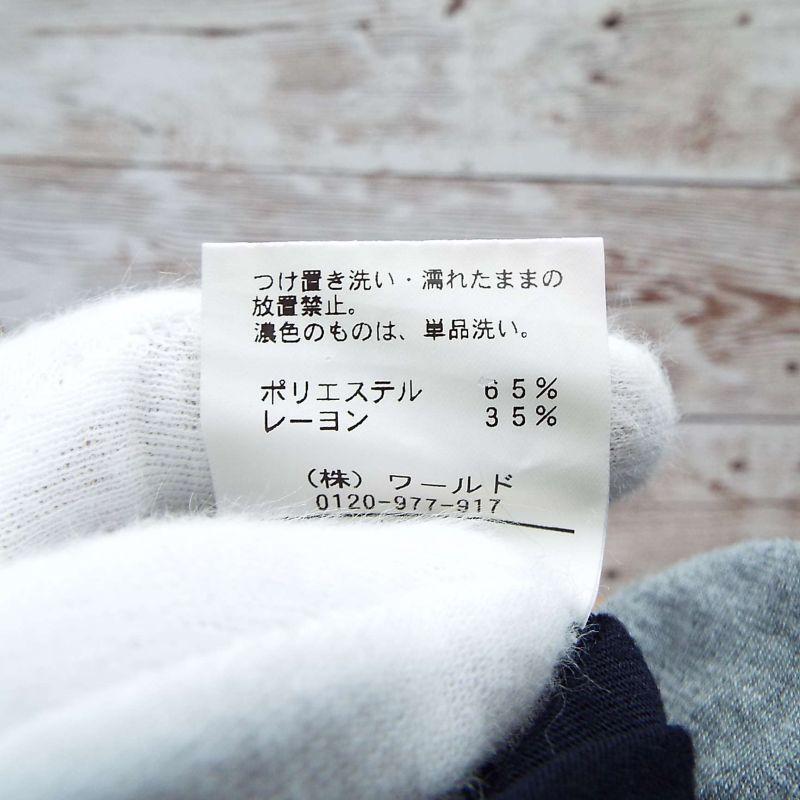 つけ置き洗い・濡れたままの
放置禁止。
濃色のものは、単品洗い。
ポリエステル 65%
レーヨン 35%
(株) ワールド
0120-977-917